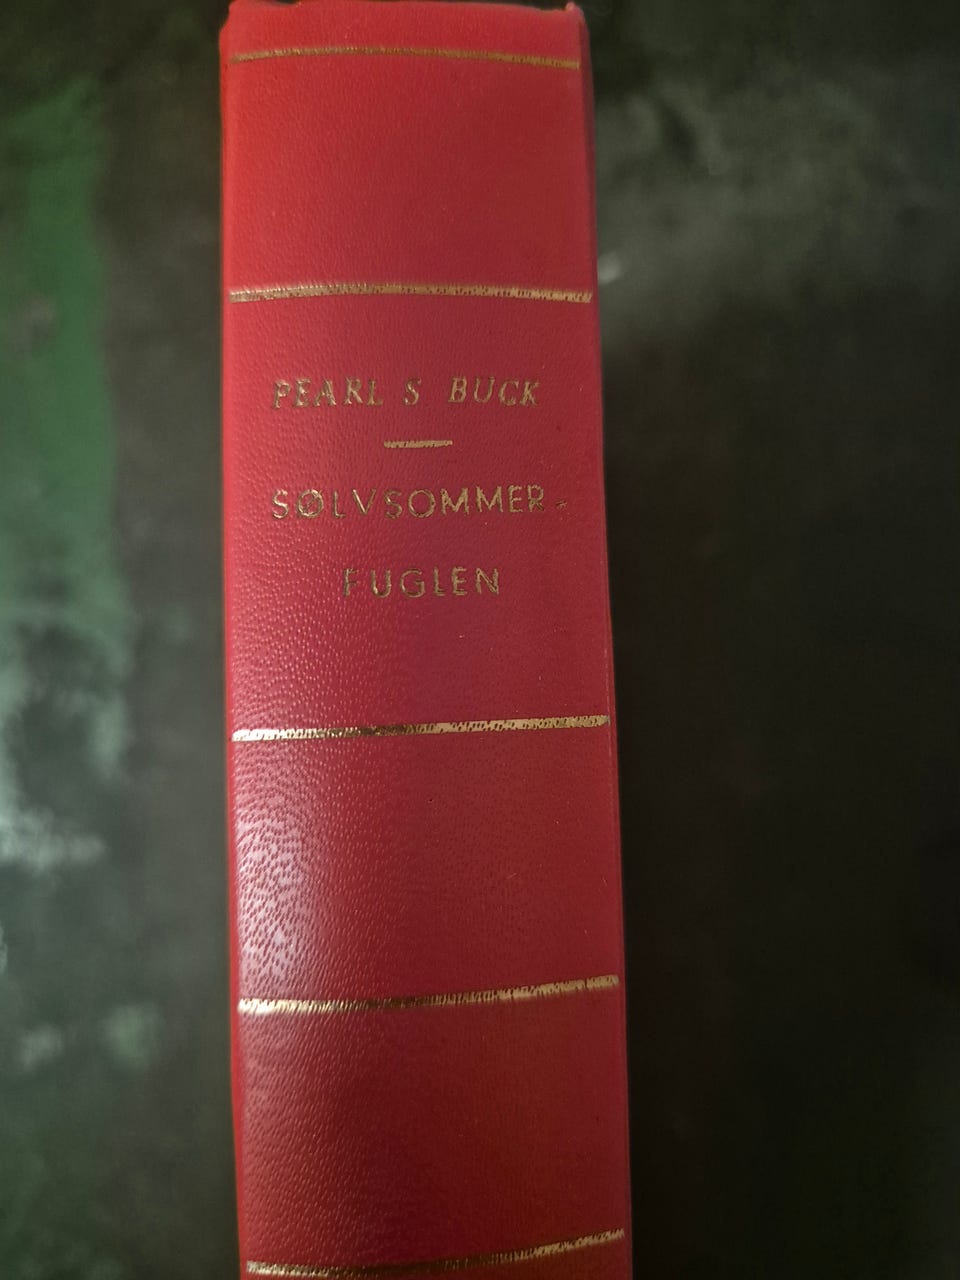 PEARL S BUCK
SØLVSOMMER-
FUGLEN